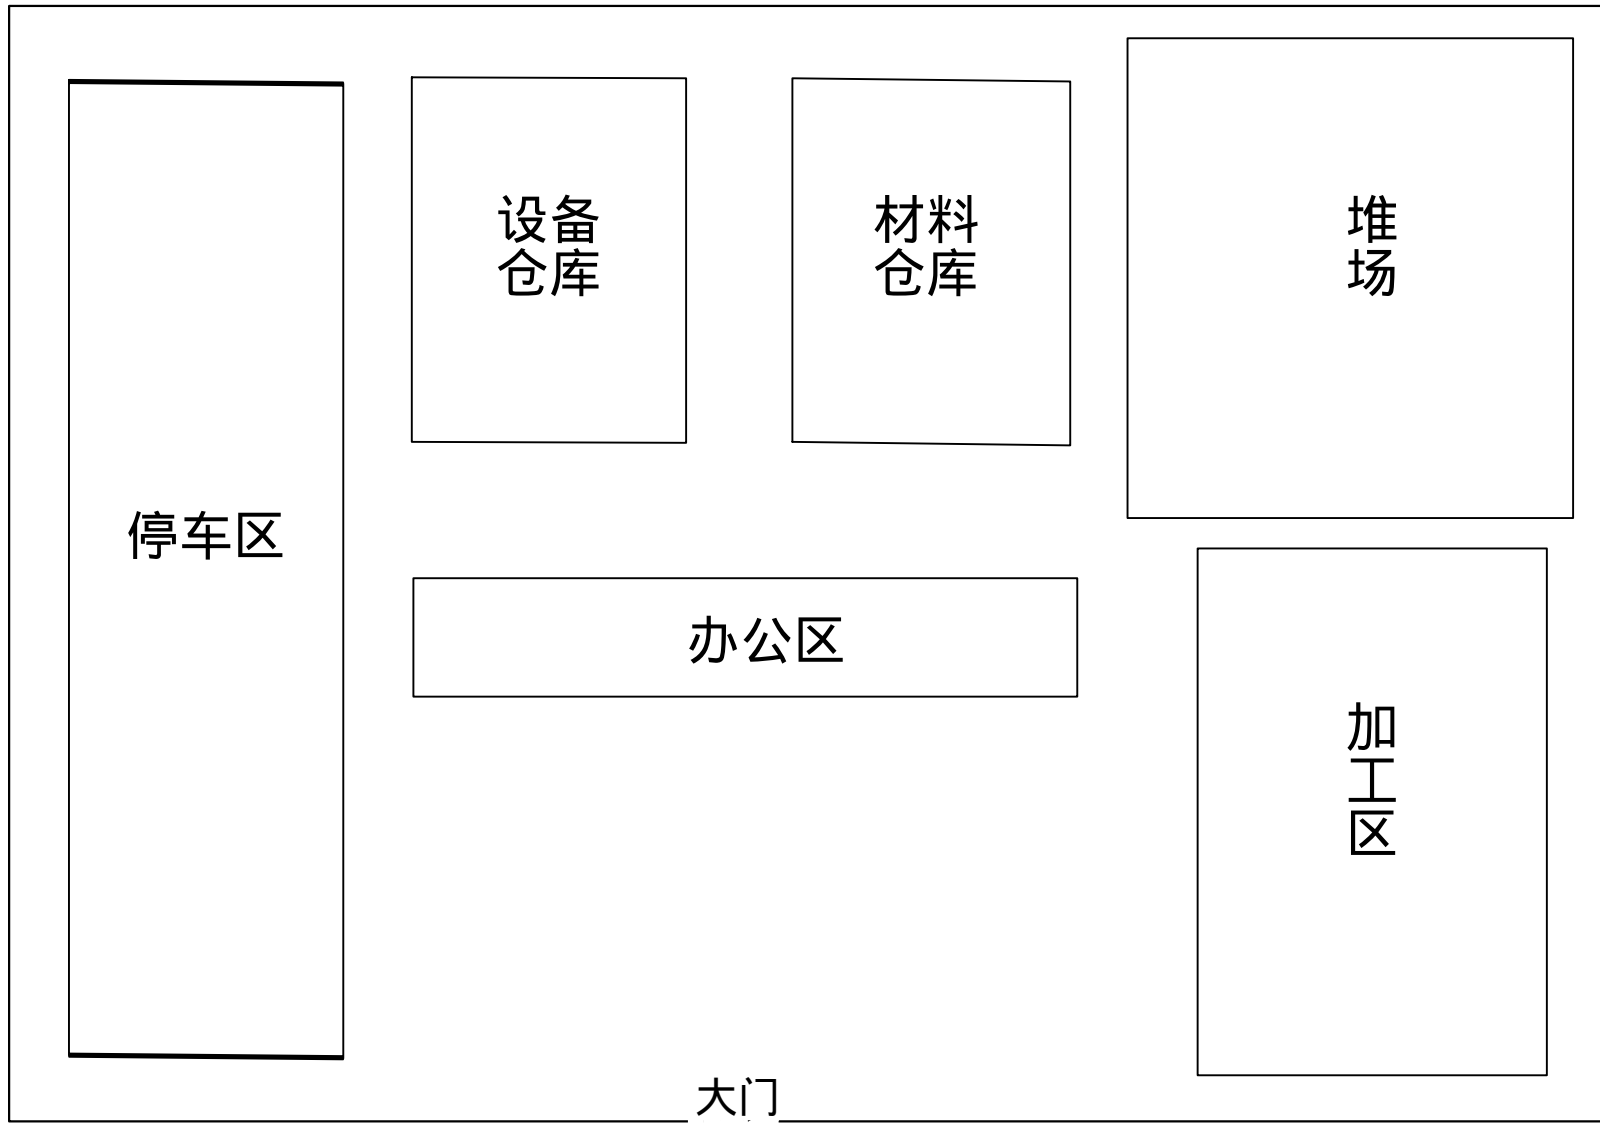 设备
仓库
材料
仓库
堆
场
停车区
办公区
加
工
区
大门